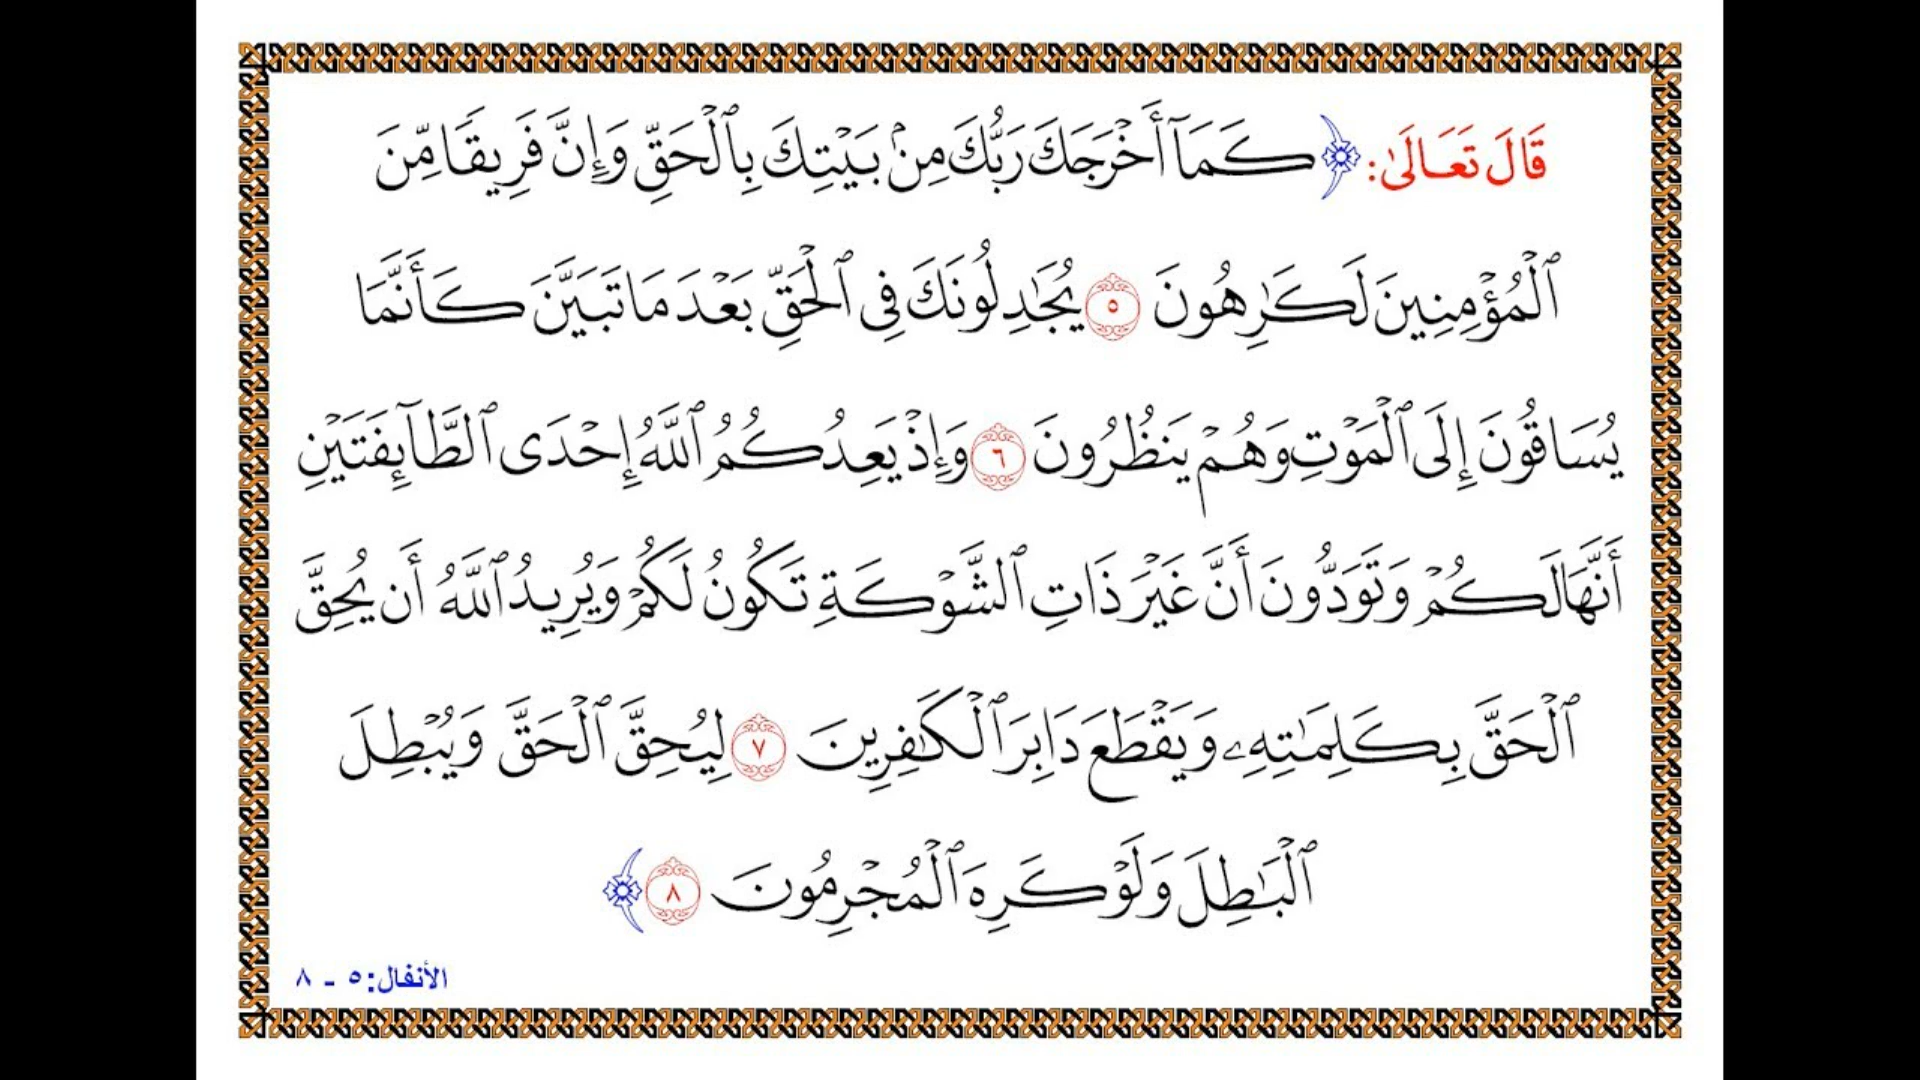 قَالَ تَعَالَىٰ: ﴿كَمَآ أَخْرَجَكَ رَبُّكَ مِنۢ بَيْتِكَ بِٱلْحَقِّ وَإِنَّ فَرِيقًا مِّنَ
ٱلْمُؤْمِنِينَ لَكَٰرِهُونَ ٥ يُجَٰدِلُونَكَ فِى ٱلْحَقِّ بَعْدَ مَا تَبَيَّنَ كَأَنَّمَا
يُسَاقُونَ إِلَى ٱلْمَوْتِ وَهُمْ يَنظُرُونَ ٦ وَإِذْ يَعِدُكُمُ ٱللَّهُ إِحْدَى ٱلطَّآئِفَتَيْنِ
أَنَّهَا لَكُمْ وَتَوَدُّونَ أَنَّ غَيْرَ ذَاتِ ٱلشَّوْكَةِ تَكُونُ لَكُمْ وَيُرِيدُ ٱللَّهُ أَن يُحِقَّ
ٱلْحَقَّ بِكَلِمَٰتِهِۦ وَيَقْطَعَ دَابِرَ ٱلْكَٰفِرِينَ ٧ لِيُحِقَّ ٱلْحَقَّ وَيُبْطِلَ
ٱلْبَٰطِلَ وَلَوْ كَرِهَ ٱلْمُجْرِمُونَ ٨﴾
الأنفال: ٥ - ٨